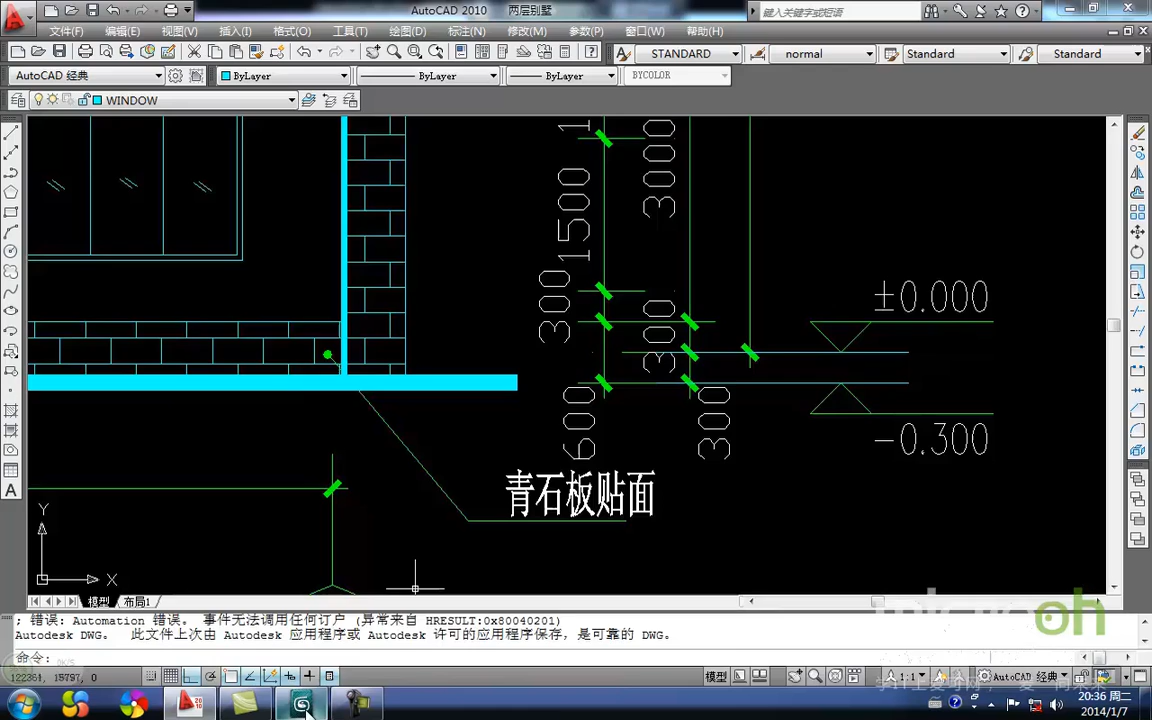 AutoCAD 2010 两层别墅
键入关键字或短语
文件(F) 编辑(E) 视图(V) 插入(I) 格式(O) 工具(T) 绘图(D) 标注(N) 修改(M) 参数(P) 窗口(W) 帮助(H)
STANDARD normal Standard Standard
AutoCAD 经典 ByLayer ByLayer ByLayer BYCOLOR
WINDOW
1
3000
1500
300
300
600
300
±0.000
-0.300
青石板贴面
Y
X
A
模型 布局1
; 错误: Automation 错误。 事件无法调用任何订户 (异常来自 HRESULT:0x80040201)
Autodesk DWG。 此文件上次由 Autodesk 应用程序或 Autodesk 许可的应用程序保存，是可靠的 DWG。
命令:
122361, 15797, 0
模型 1:1 AutoCAD 经典
oh
20:36 周二
2014/1/7